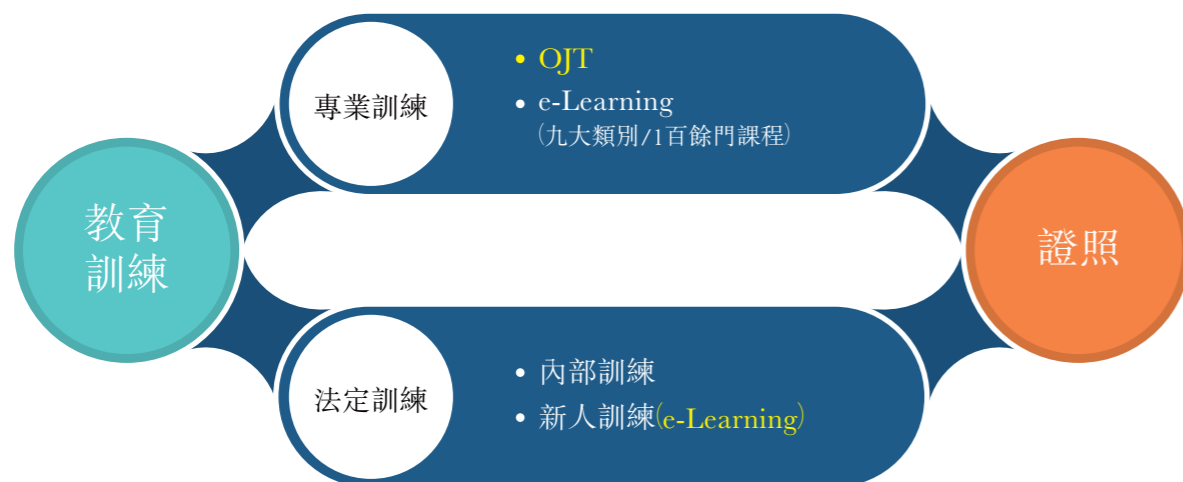 教育
訓練
專業訓練
• OJT
• e-Learning
(九大類別/1百餘門課程)
法定訓練
• 內部訓練
• 新人訓練(e-Learning)
證照